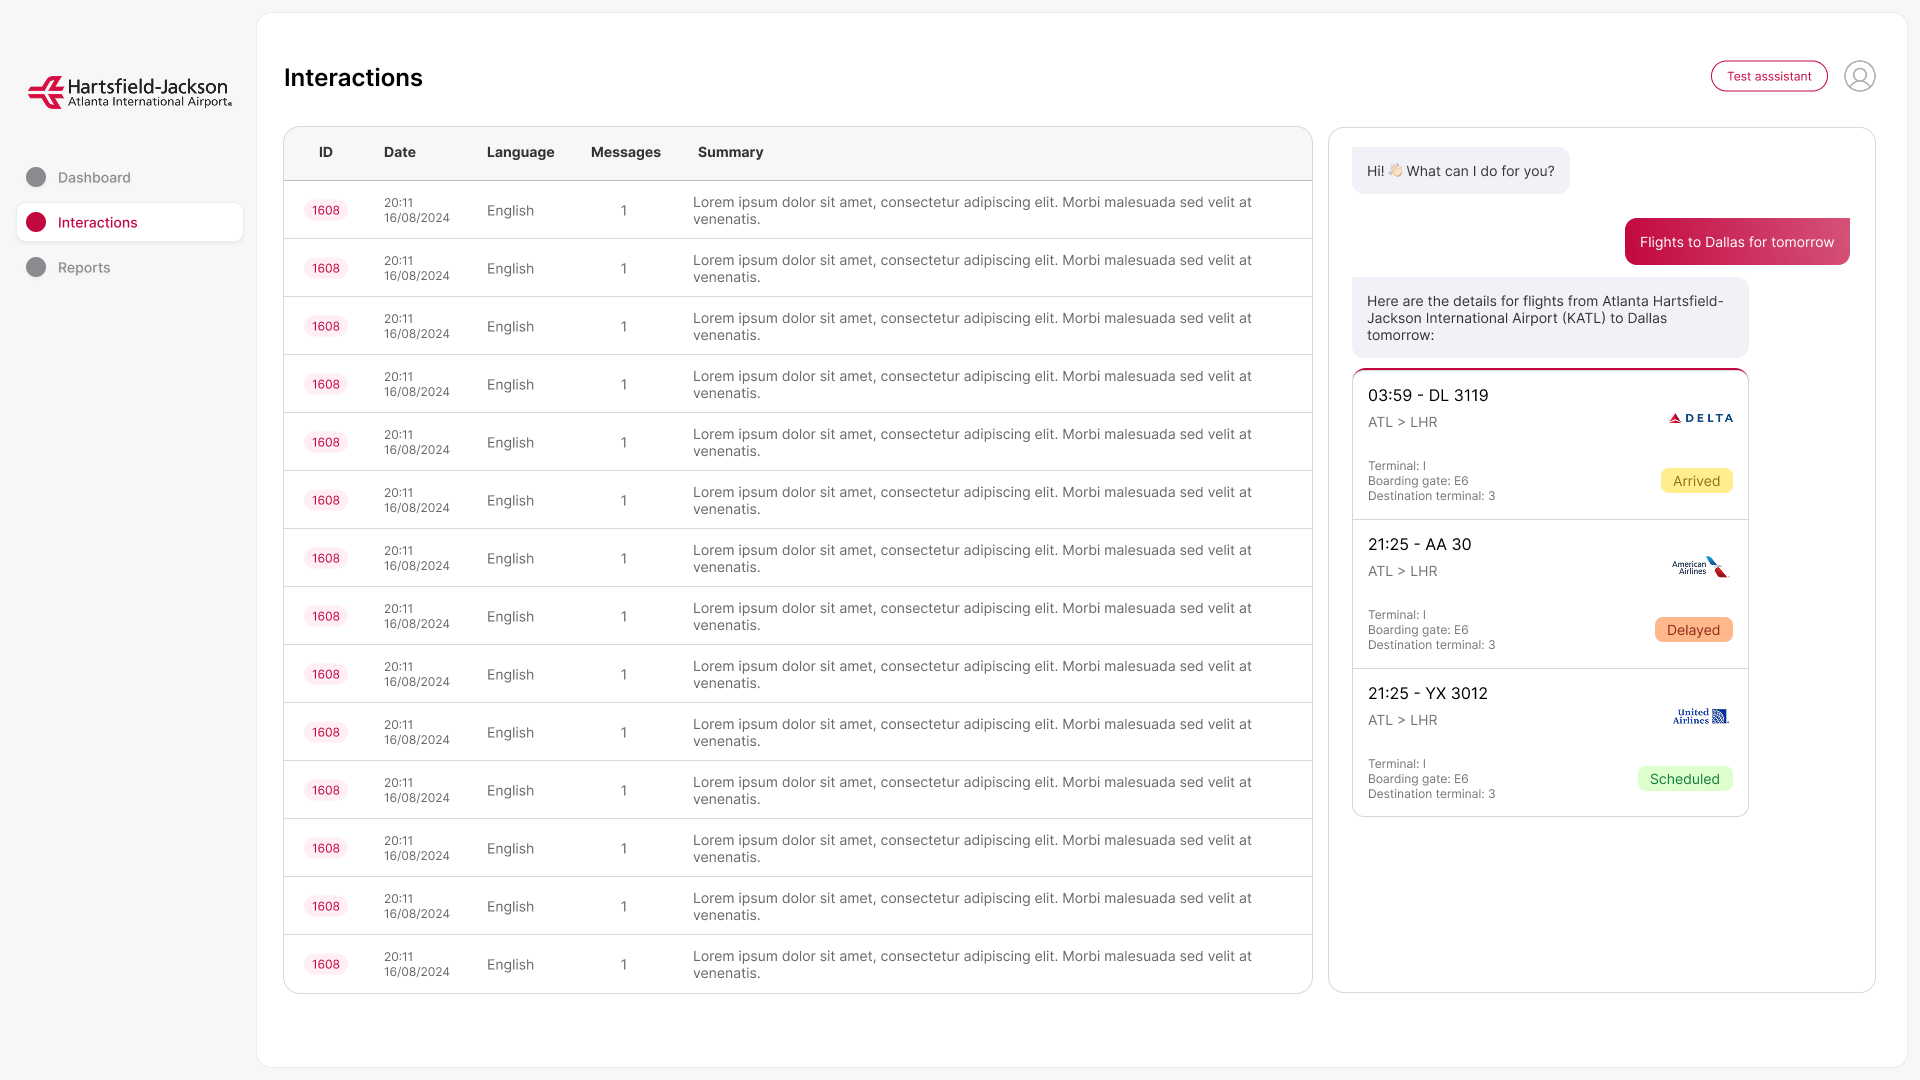 Hartsfield-Jackson
Atlanta International Airport®
Dashboard
Interactions
Reports
Interactions
Test asssistant
ID Date Language Messages Summary
1608 20:11 16/08/2024 English 1 Lorem ipsum dolor sit amet, consectetur adipiscing elit. Morbi malesuada sed velit at
venenatis.
1608 20:11 16/08/2024 English 1 Lorem ipsum dolor sit amet, consectetur adipiscing elit. Morbi malesuada sed velit at
venenatis.
1608 20:11 16/08/2024 English 1 Lorem ipsum dolor sit amet, consectetur adipiscing elit. Morbi malesuada sed velit at
venenatis.
1608 20:11 16/08/2024 English 1 Lorem ipsum dolor sit amet, consectetur adipiscing elit. Morbi malesuada sed velit at
venenatis.
1608 20:11 16/08/2024 English 1 Lorem ipsum dolor sit amet, consectetur adipiscing elit. Morbi malesuada sed velit at
venenatis.
1608 20:11 16/08/2024 English 1 Lorem ipsum dolor sit amet, consectetur adipiscing elit. Morbi malesuada sed velit at
venenatis.
1608 20:11 16/08/2024 English 1 Lorem ipsum dolor sit amet, consectetur adipiscing elit. Morbi malesuada sed velit at
venenatis.
1608 20:11 16/08/2024 English 1 Lorem ipsum dolor sit amet, consectetur adipiscing elit. Morbi malesuada sed velit at
venenatis.
1608 20:11 16/08/2024 English 1 Lorem ipsum dolor sit amet, consectetur adipiscing elit. Morbi malesuada sed velit at
venenatis.
1608 20:11 16/08/2024 English 1 Lorem ipsum dolor sit amet, consectetur adipiscing elit. Morbi malesuada sed velit at
venenatis.
1608 20:11 16/08/2024 English 1 Lorem ipsum dolor sit amet, consectetur adipiscing elit. Morbi malesuada sed velit at
venenatis.
1608 20:11 16/08/2024 English 1 Lorem ipsum dolor sit amet, consectetur adipiscing elit. Morbi malesuada sed velit at
venenatis.
1608 20:11 16/08/2024 English 1 Lorem ipsum dolor sit amet, consectetur adipiscing elit. Morbi malesuada sed velit at
venenatis.
1608 20:11 16/08/2024 English 1 Lorem ipsum dolor sit amet, consectetur adipiscing elit. Morbi malesuada sed velit at
venenatis.
Hi! 👋🏻 What can I do for you?
Flights to Dallas for tomorrow
Here are the details for flights from Atlanta Hartsfield-
Jackson International Airport (KATL) to Dallas
tomorrow:
03:59 - DL 3119
ATL > LHR
DELTA
Terminal: I
Boarding gate: E6
Destination terminal: 3
Arrived
21:25 - AA 30
ATL > LHR
American
Airlines
Terminal: I
Boarding gate: E6
Destination terminal: 3
Delayed
21:25 - YX 3012
ATL > LHR
United
Airlines
Terminal: I
Boarding gate: E6
Destination terminal: 3
Scheduled